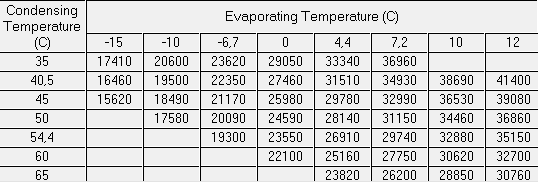 Condensing Temperature (C) Evaporating Temperature (C)
-15 -10 -6,7 0 4,4 7,2 10 12
35 17410 20600 23620 29050 33340 36960
40,5 16460 19500 22350 27460 31510 34930 38690 41400
45 15620 18490 21170 25980 29780 32990 36530 39080
50 17580 20090 24590 28140 31150 34460 36860
54,4 19300 23550 26910 29740 32880 35150
60 22100 25160 27750 30620 32700
65 23820 26200 28850 30760